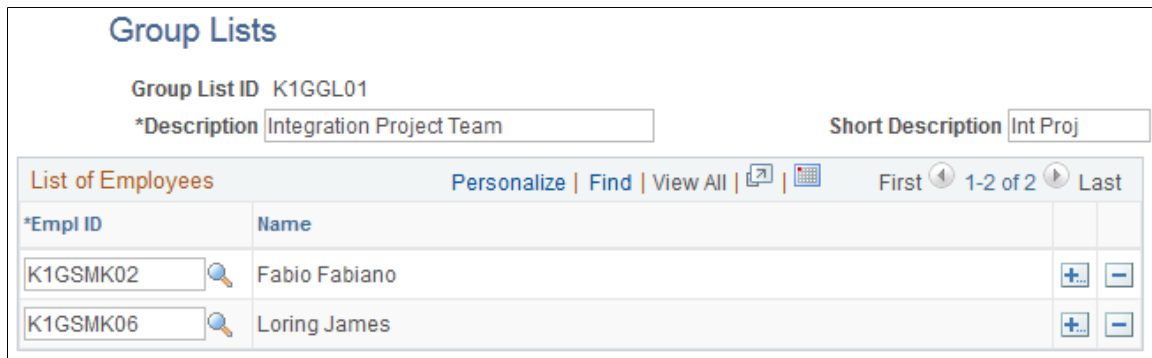 Group Lists
Group List ID K1GGL01
*Description Integration Project Team Short Description Int Proj
List of Employees Personalize | Find | View All | | First 1-2 of 2 Last
*Empl ID Name
K1GSMK02 Fabio Fabiano
K1GSMK06 Loring James